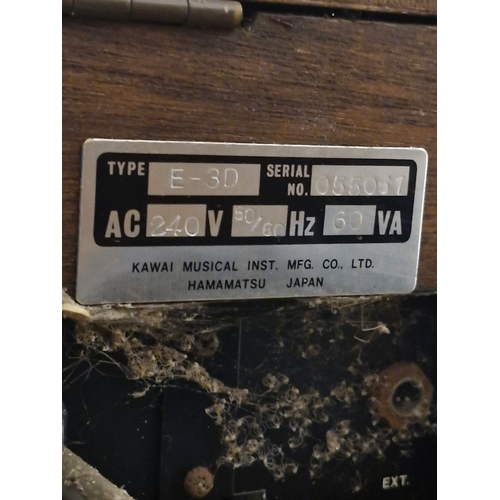 TYPE E-3D SERIAL NO.
AC 240 V 50/60 Hz 60 VA
KAWAI MUSICAL INST. MFG. CO., LTD.
HAMAMATSU JAPAN
EXT.